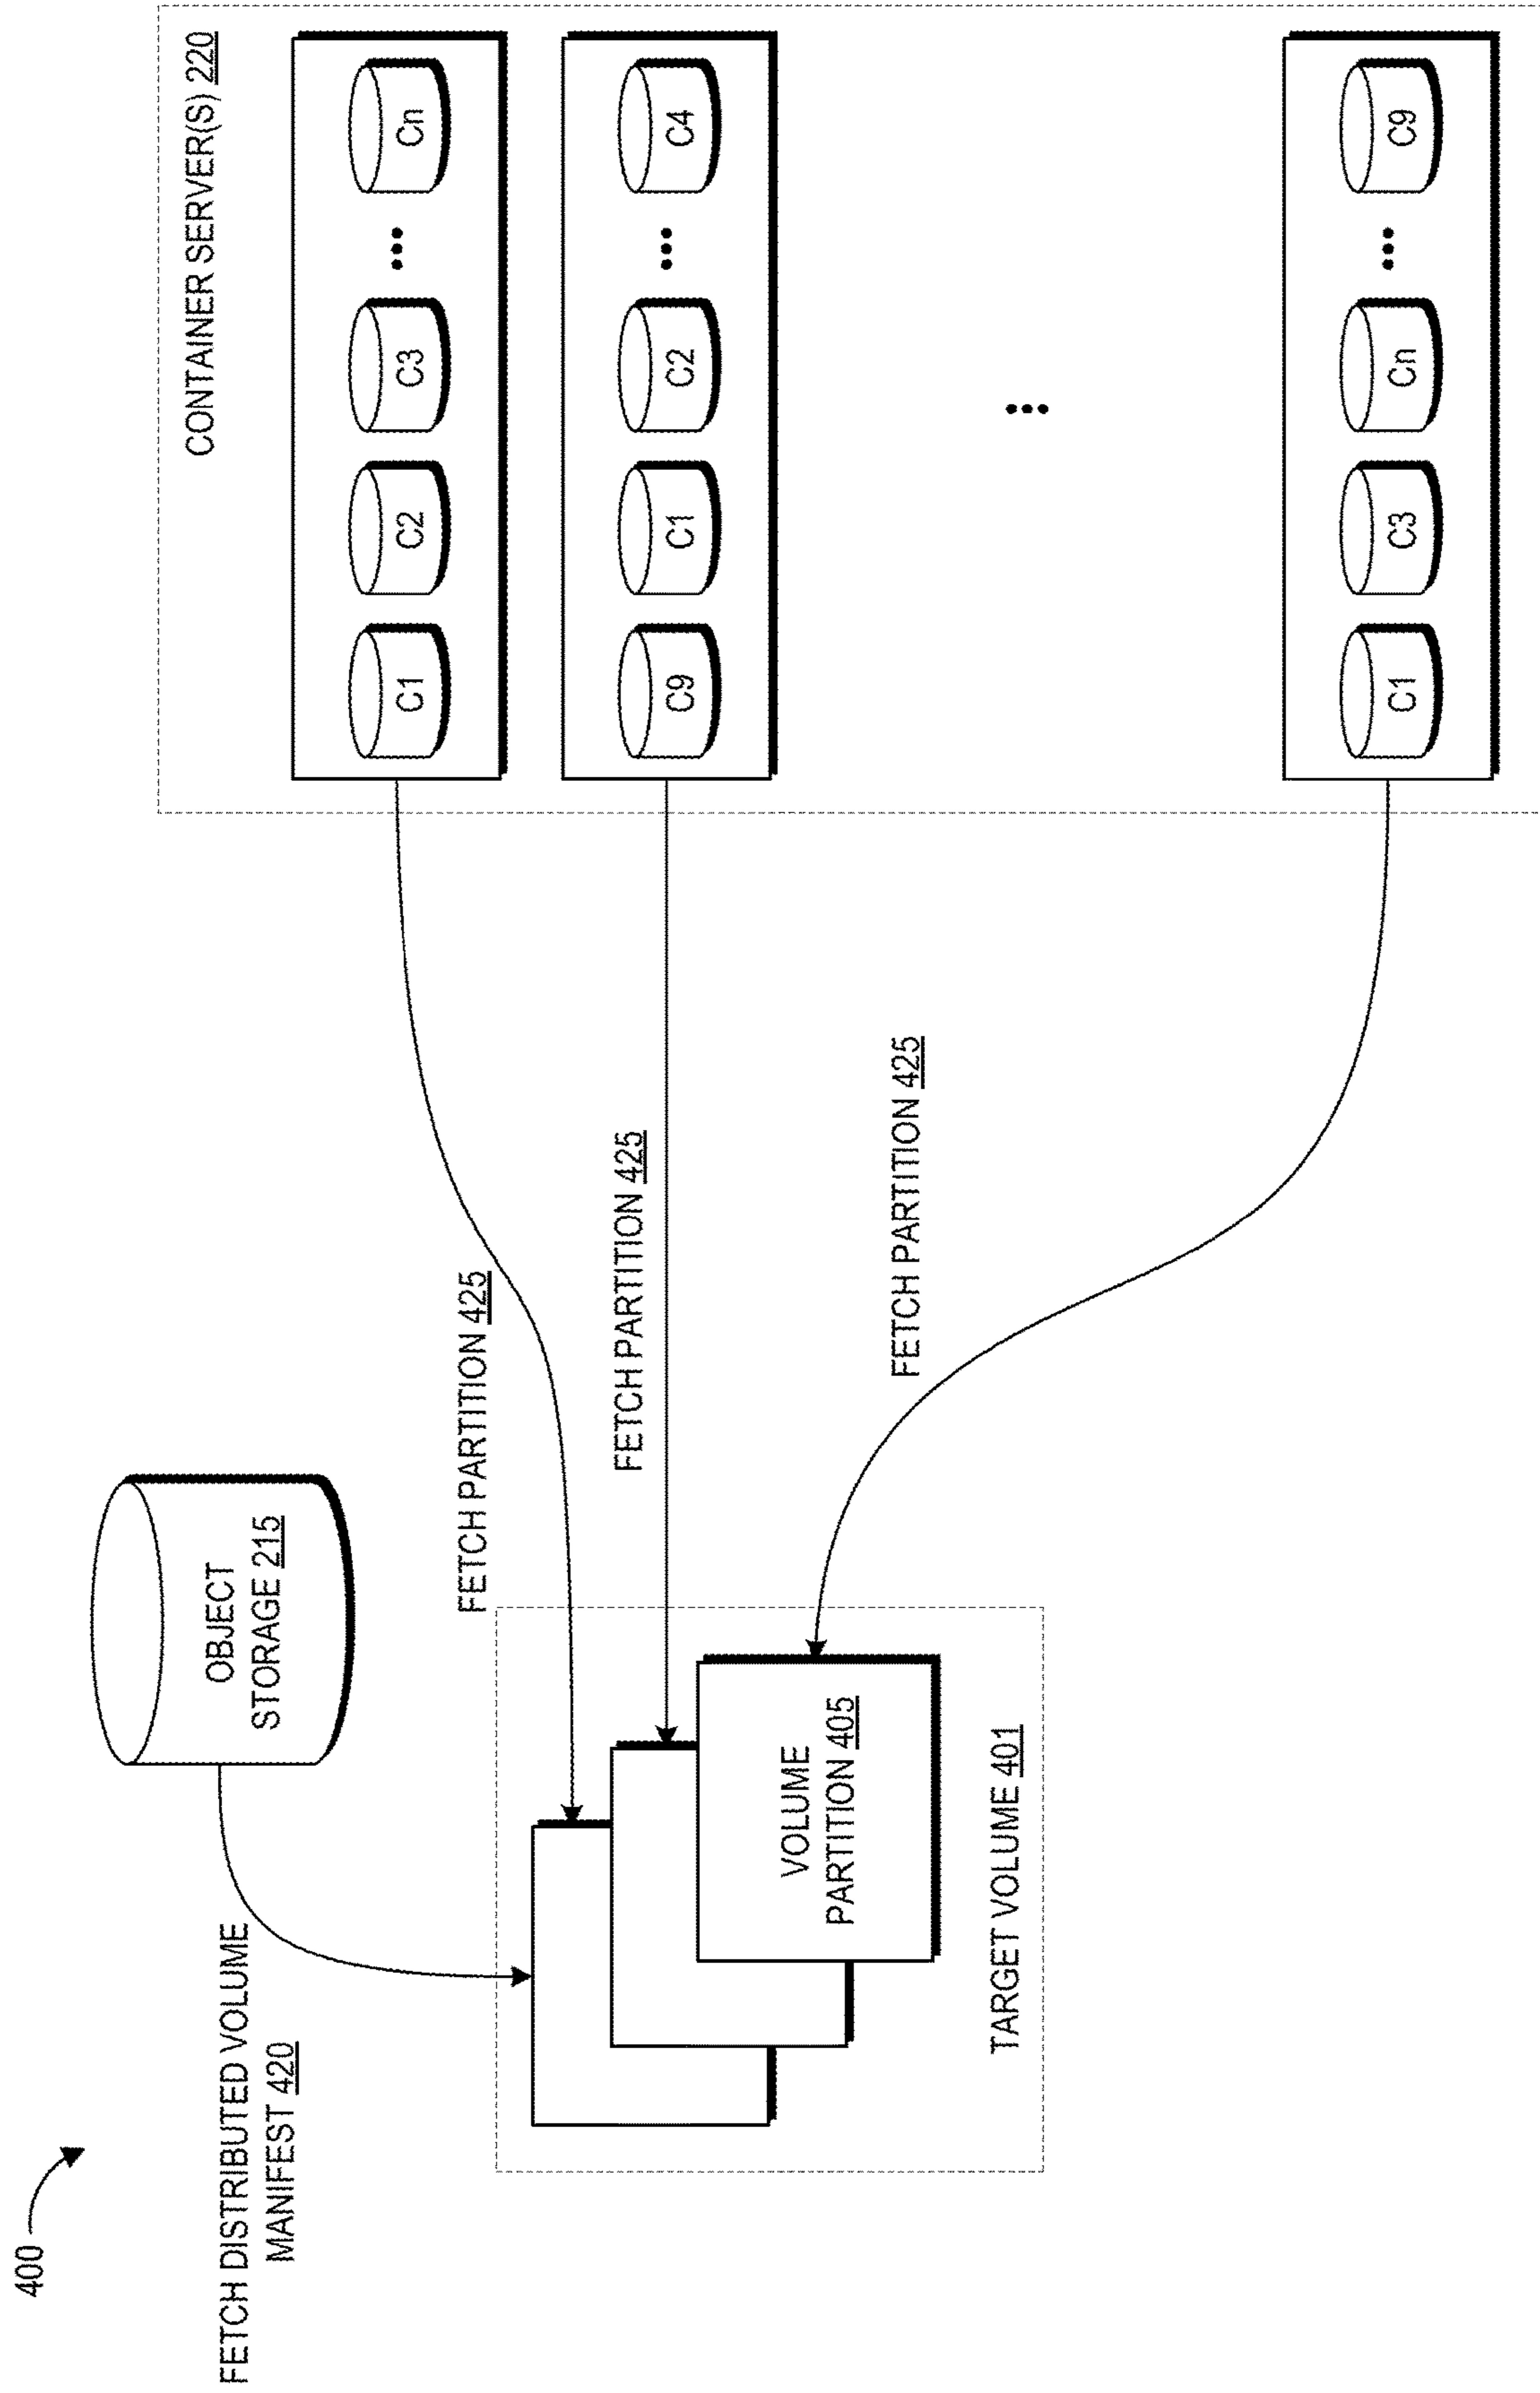 400
FETCH DISTRIBUTED VOLUME
MANIFEST 420
OBJECT
STORAGE 215
CONTAINER SERVER(S) 220
C1
C2
C3
•••
Cn
FETCH PARTITION 425
C9
C1
C2
•••
C4
FETCH PARTITION 425
•••
FETCH PARTITION 425
C1
C3
Cn
•••
C9
VOLUME
PARTITION 405
TARGET VOLUME 401